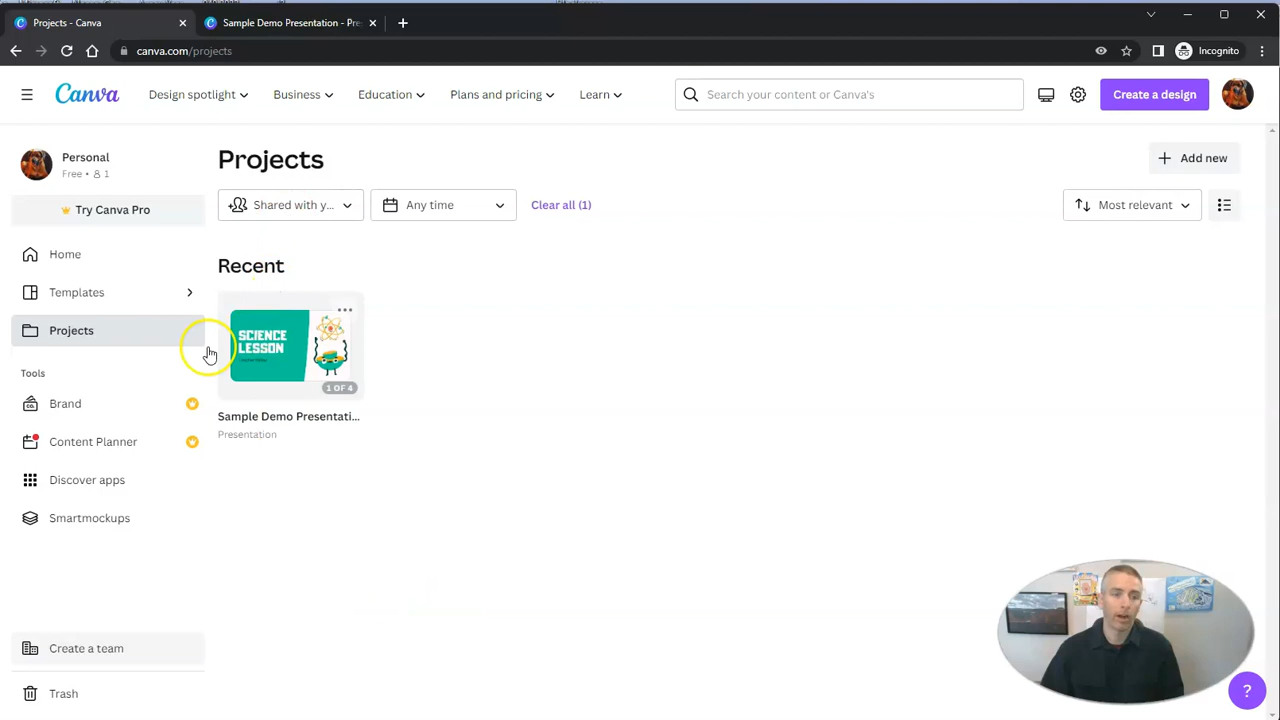 Projects - Canva
Sample Demo Presentation - Pre
canva.com/projects
Incognito
Canva
Design spotlight
Business
Education
Plans and pricing
Learn
Search your content or Canva's
Create a design
Personal
Free • 1
Try Canva Pro
Home
Templates
Projects
Tools
Brand
Content Planner
Discover apps
Smartmockups
Create a team
Trash
Projects
Add new
Shared with y...
Any time
Clear all (1)
Most relevant
Recent
SCIENCE
LESSON
1 OF 4
Sample Demo Presentati...
Presentation
?